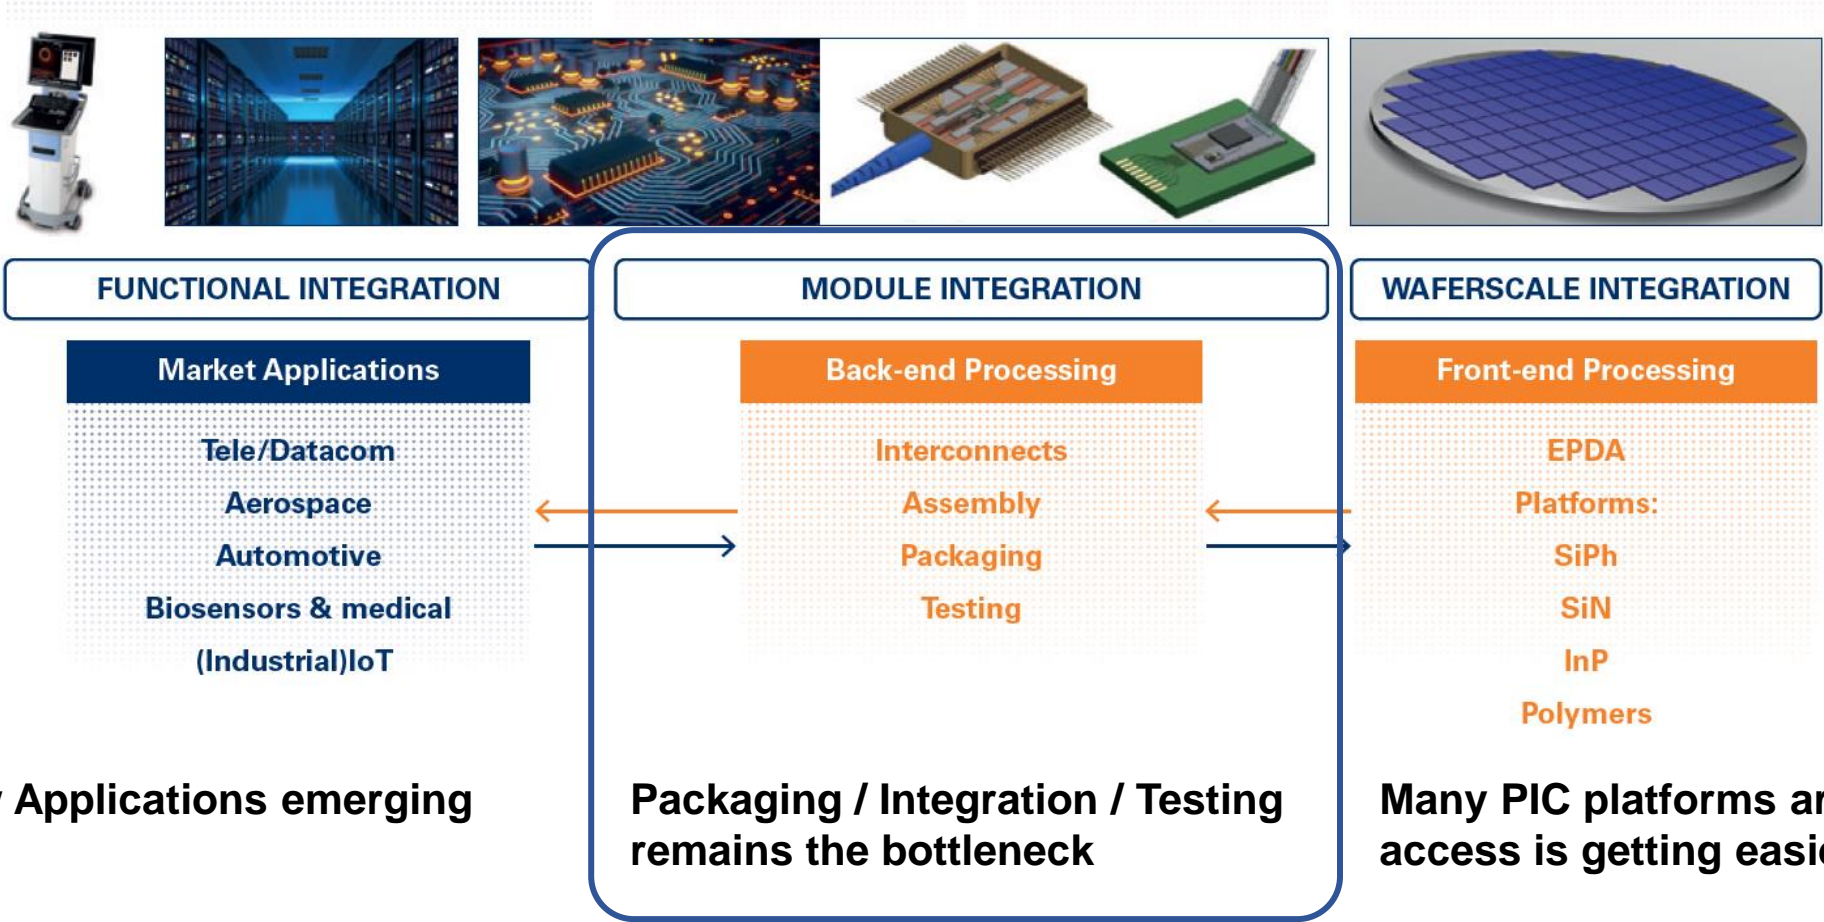 FUNCTIONAL INTEGRATION
Market Applications
Tele/Datacom
Aerospace
Automotive
Biosensors & medical
(Industrial)IoT
Applications emerging
MODULE INTEGRATION
Back-end Processing
Interconnects
Assembly
Packaging
Testing
Packaging / Integration / Testing
remains the bottleneck
WAFERSCALE INTEGRATION
Front-end Processing
EPDA
Platforms:
SiPh
SiN
InP
Polymers
Many PIC platforms
access is getting